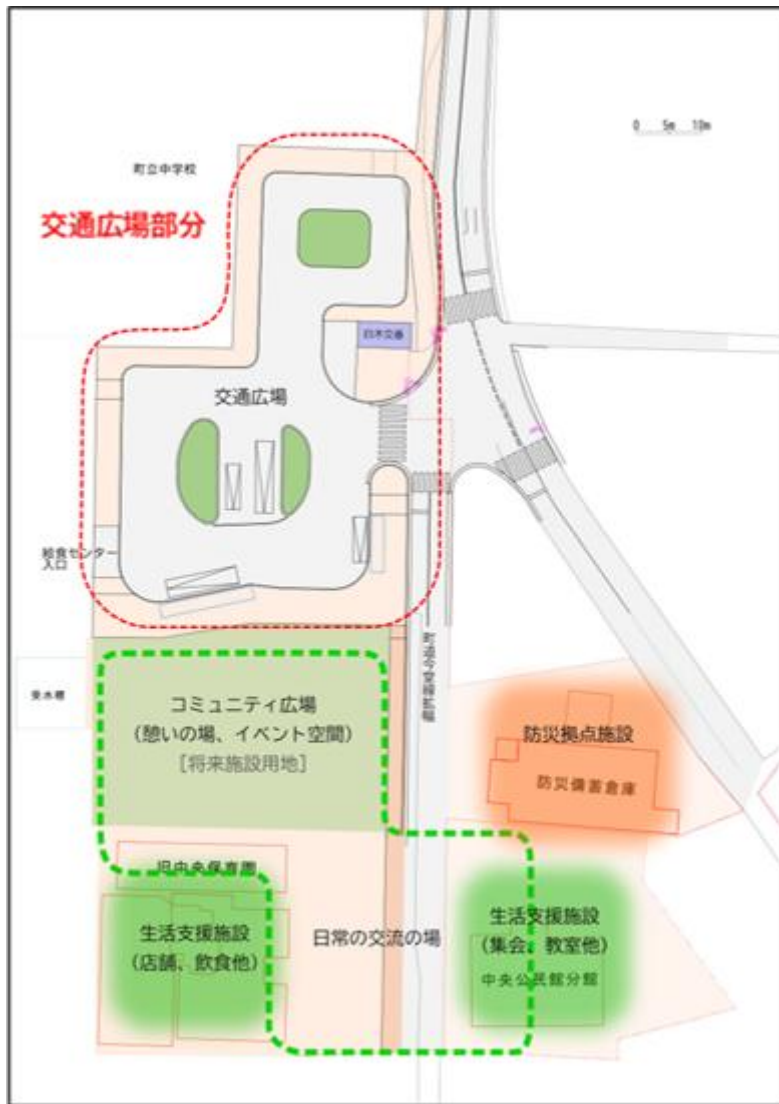 0 5m 10m
町立中学校
交通広場部分
白木交番
交通広場
給食センター
入口
町道今堂線拡幅
受水槽
コミュニティ広場
（憩いの場、イベント空間）
［将来施設用地］
防災拠点施設
防災備蓄倉庫
旧中央保育園
生活支援施設
（店舗、飲食他）
日常の交流の場
生活支援施設
（集会、教室他）
中央公民館分館